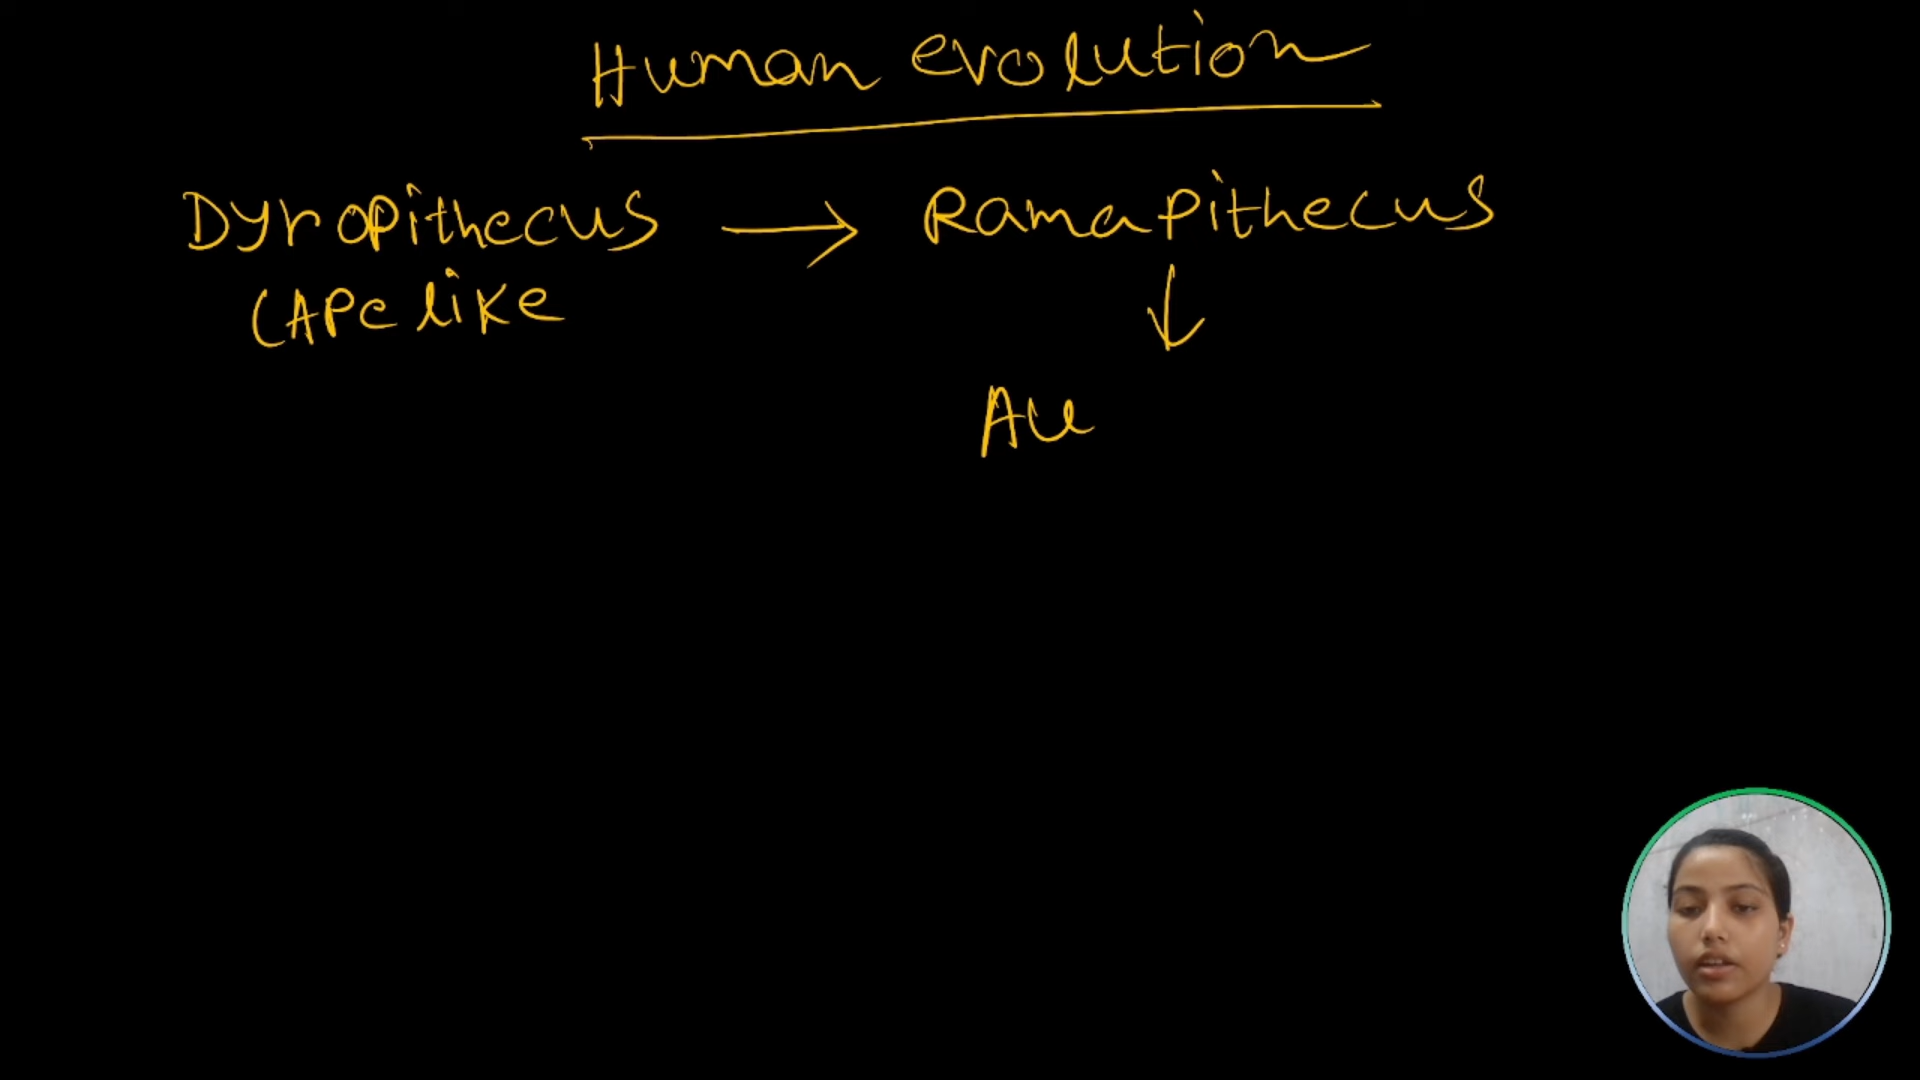 Human evolution
Dyropithecus → Ramapithecus
(Ape like
↓
Au